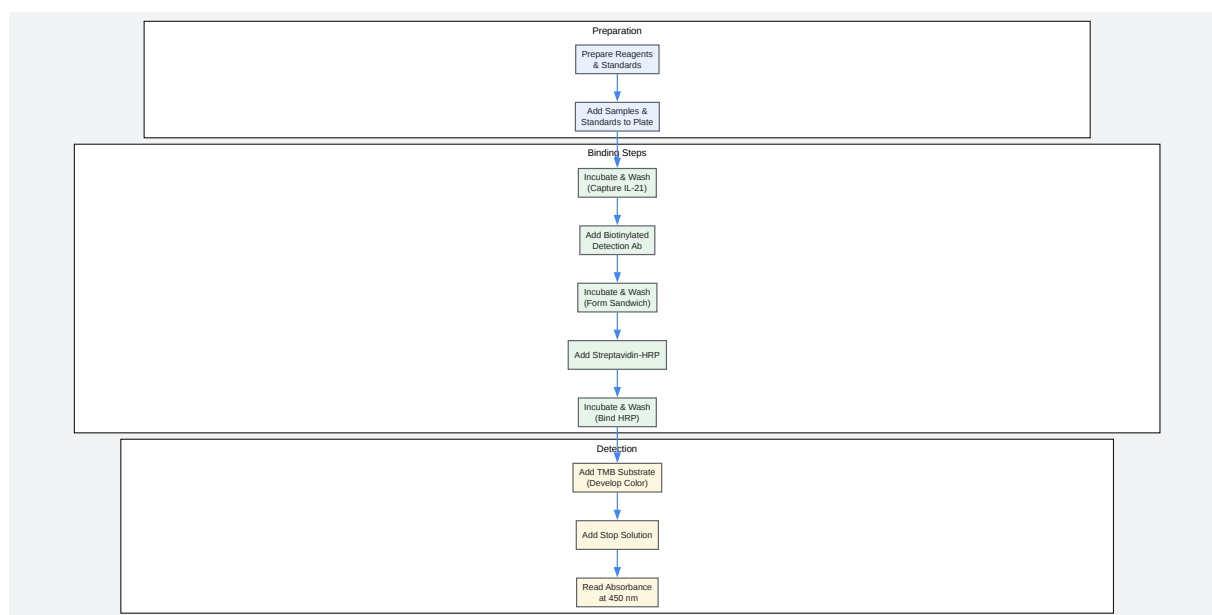 Preparation
Prepare Reagents
& Standards
Add Samples &
Standards to Plate
Binding Steps
Incubate & Wash
(Capture IL-21)
Add Biotinylated
Detection Ab
Incubate & Wash
(Form Sandwich)
Add Streptavidin-HRP
Incubate & Wash
(Bind HRP)
Detection
Add TMB Substrate
(Develop Color)
Add Stop Solution
Read Absorbance
at 450 nm